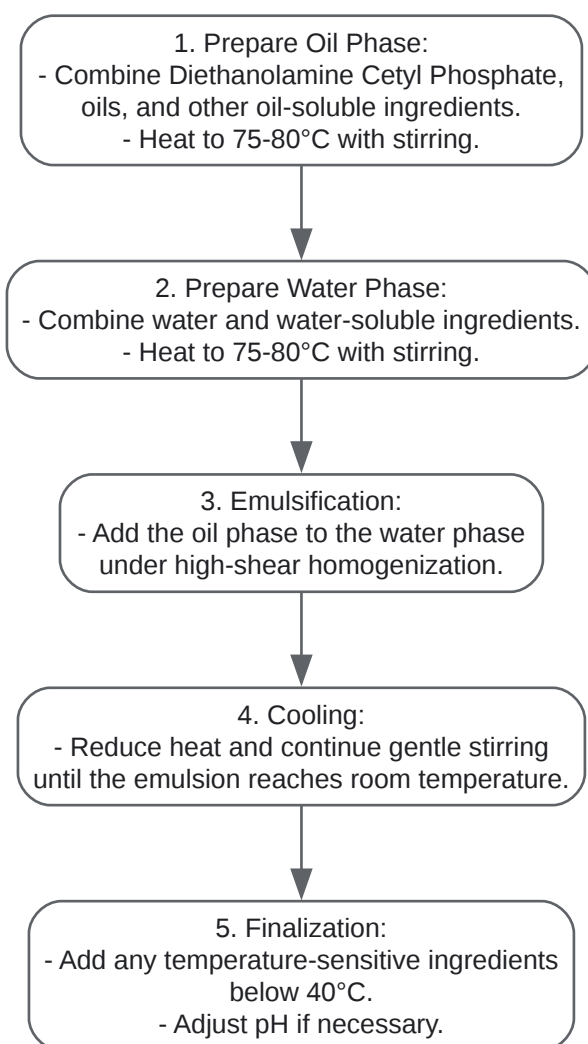 1. Prepare Oil Phase:
- Combine Diethanolamine Cetyl Phosphate,
oils, and other oil-soluble ingredients.
- Heat to 75-80°C with stirring.
2. Prepare Water Phase:
- Combine water and water-soluble ingredients.
- Heat to 75-80°C with stirring.
3. Emulsification:
- Add the oil phase to the water phase
under high-shear homogenization.
4. Cooling:
- Reduce heat and continue gentle stirring
until the emulsion reaches room temperature.
5. Finalization:
- Add any temperature-sensitive ingredients
below 40°C.
- Adjust pH if necessary.